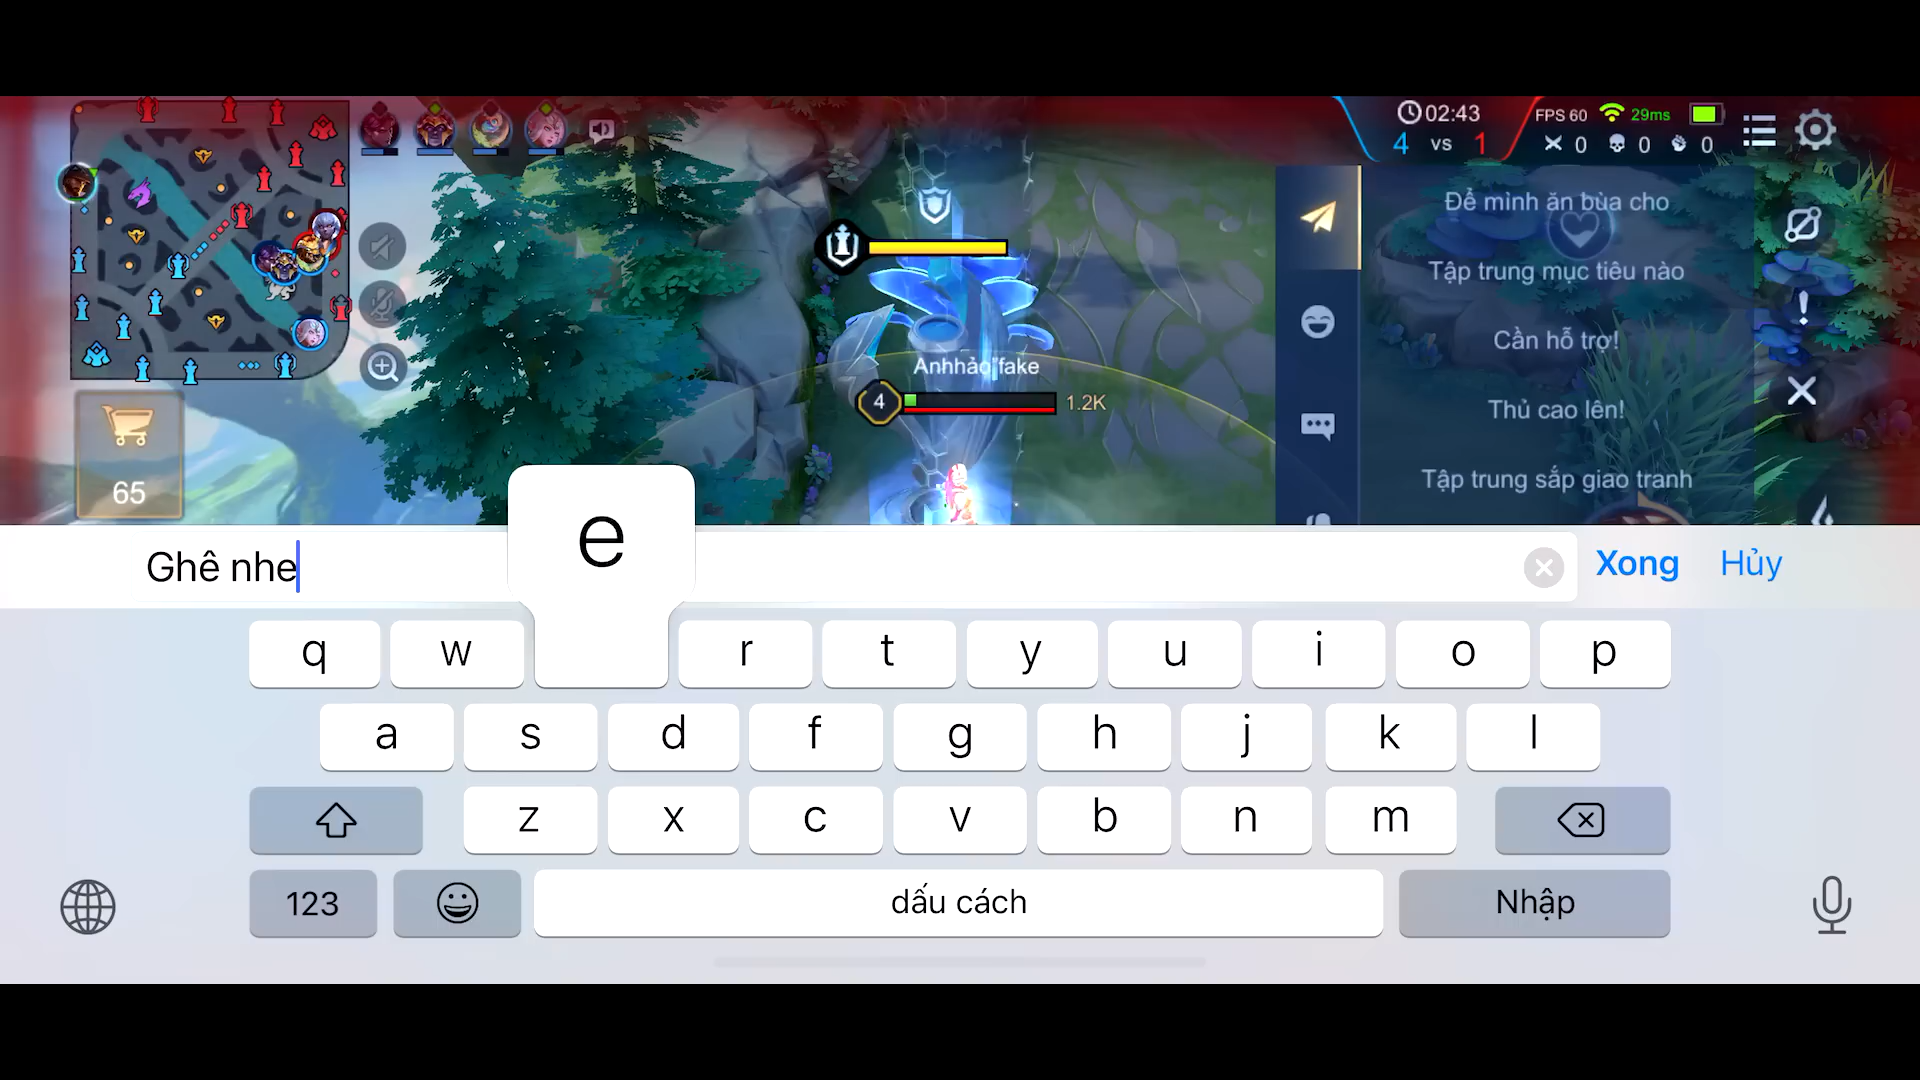 02:43
4 vs 1
FPS 60
29ms
0
0
0
Để mình ăn bùa cho
Tập trung mục tiêu nào
Cần hỗ trợ!
Thủ cao lên!
Tập trung sắp giao tranh
Anhhảo fake
4
1.2K
65
e
Ghê nhe
Xong
Hủy
q w r t y u i o p
a s d f g h j k l
z x c v b n m
123
dấu cách
Nhập